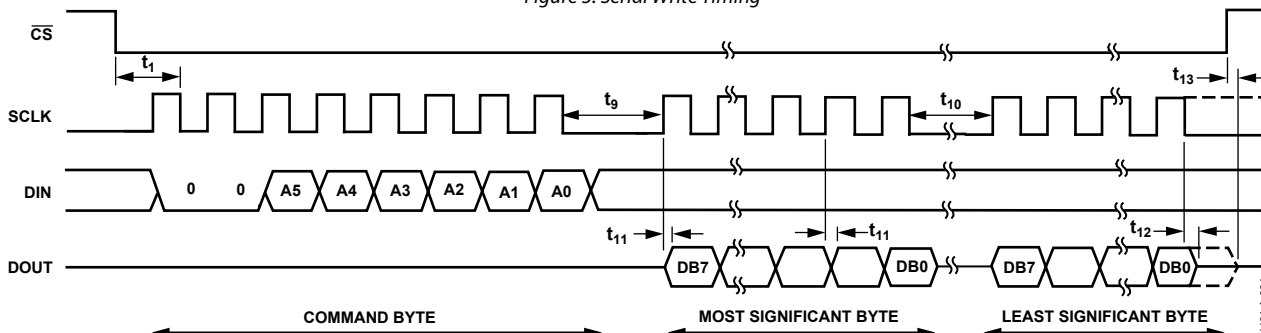 Figure 3. Serial Write Timing
CS
t1
t13
SCLK
t9
t10
DIN
0 0 A5 A4 A3 A2 A1 A0
t11
t11
t12
DOUT
DB7 DB0 DB7 DB0
COMMAND BYTE MOST SIGNIFICANT BYTE LEAST SIGNIFICANT BYTE